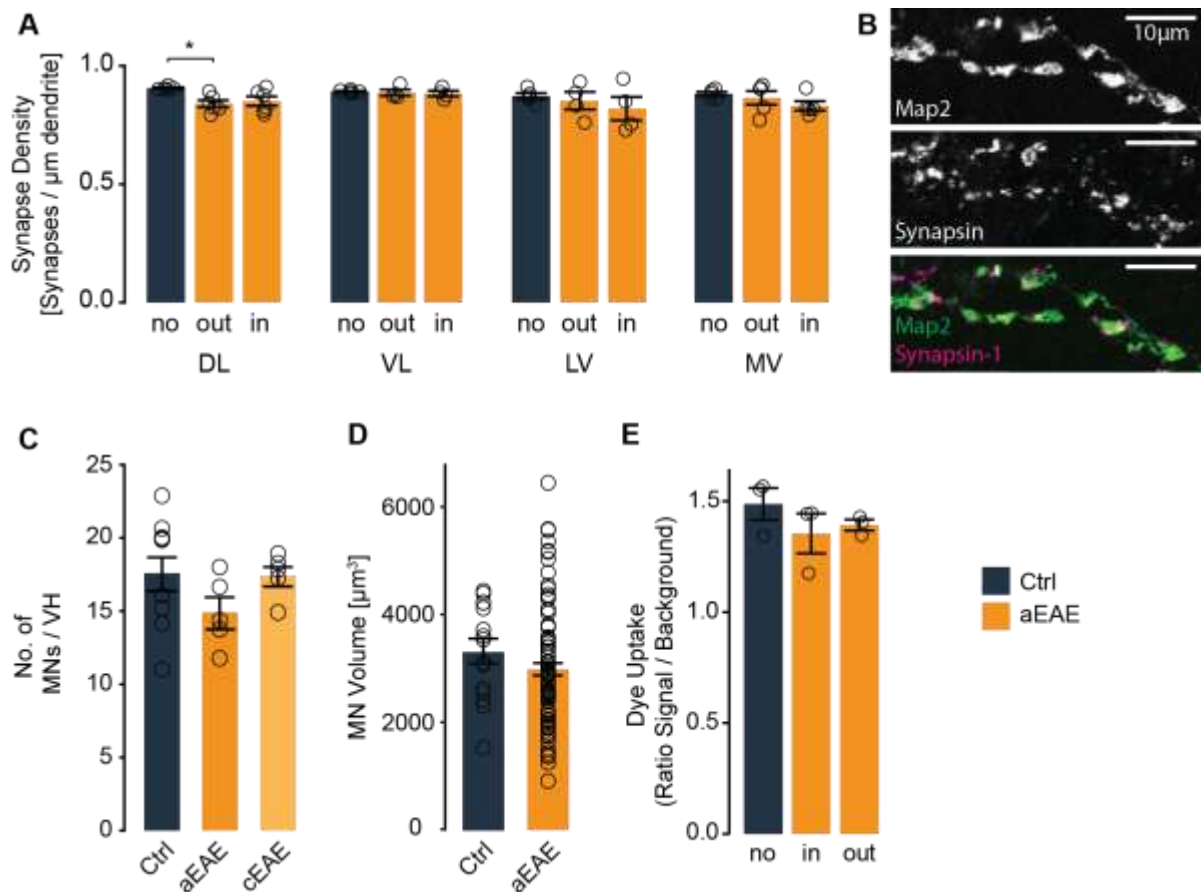 A
Synapse Density
[Synapses / µm dendrite]
1.0
0.5
0.0
*
no out in no out in no out in no out in
DL VL LV MV
B
10µm
Map2
Synapsin
Map2
Synapsin-1
C
No. of
MNs / VH
25
20
15
10
5
0
Ctrl
aEAE
cEAE
D
MN Volume [µm³]
6000
4000
2000
0
Ctrl
aEAE
E
Dye Uptake
(Ratio Signal / Background)
1.5
1.0
0.5
0.0
no in out
Ctrl
aEAE